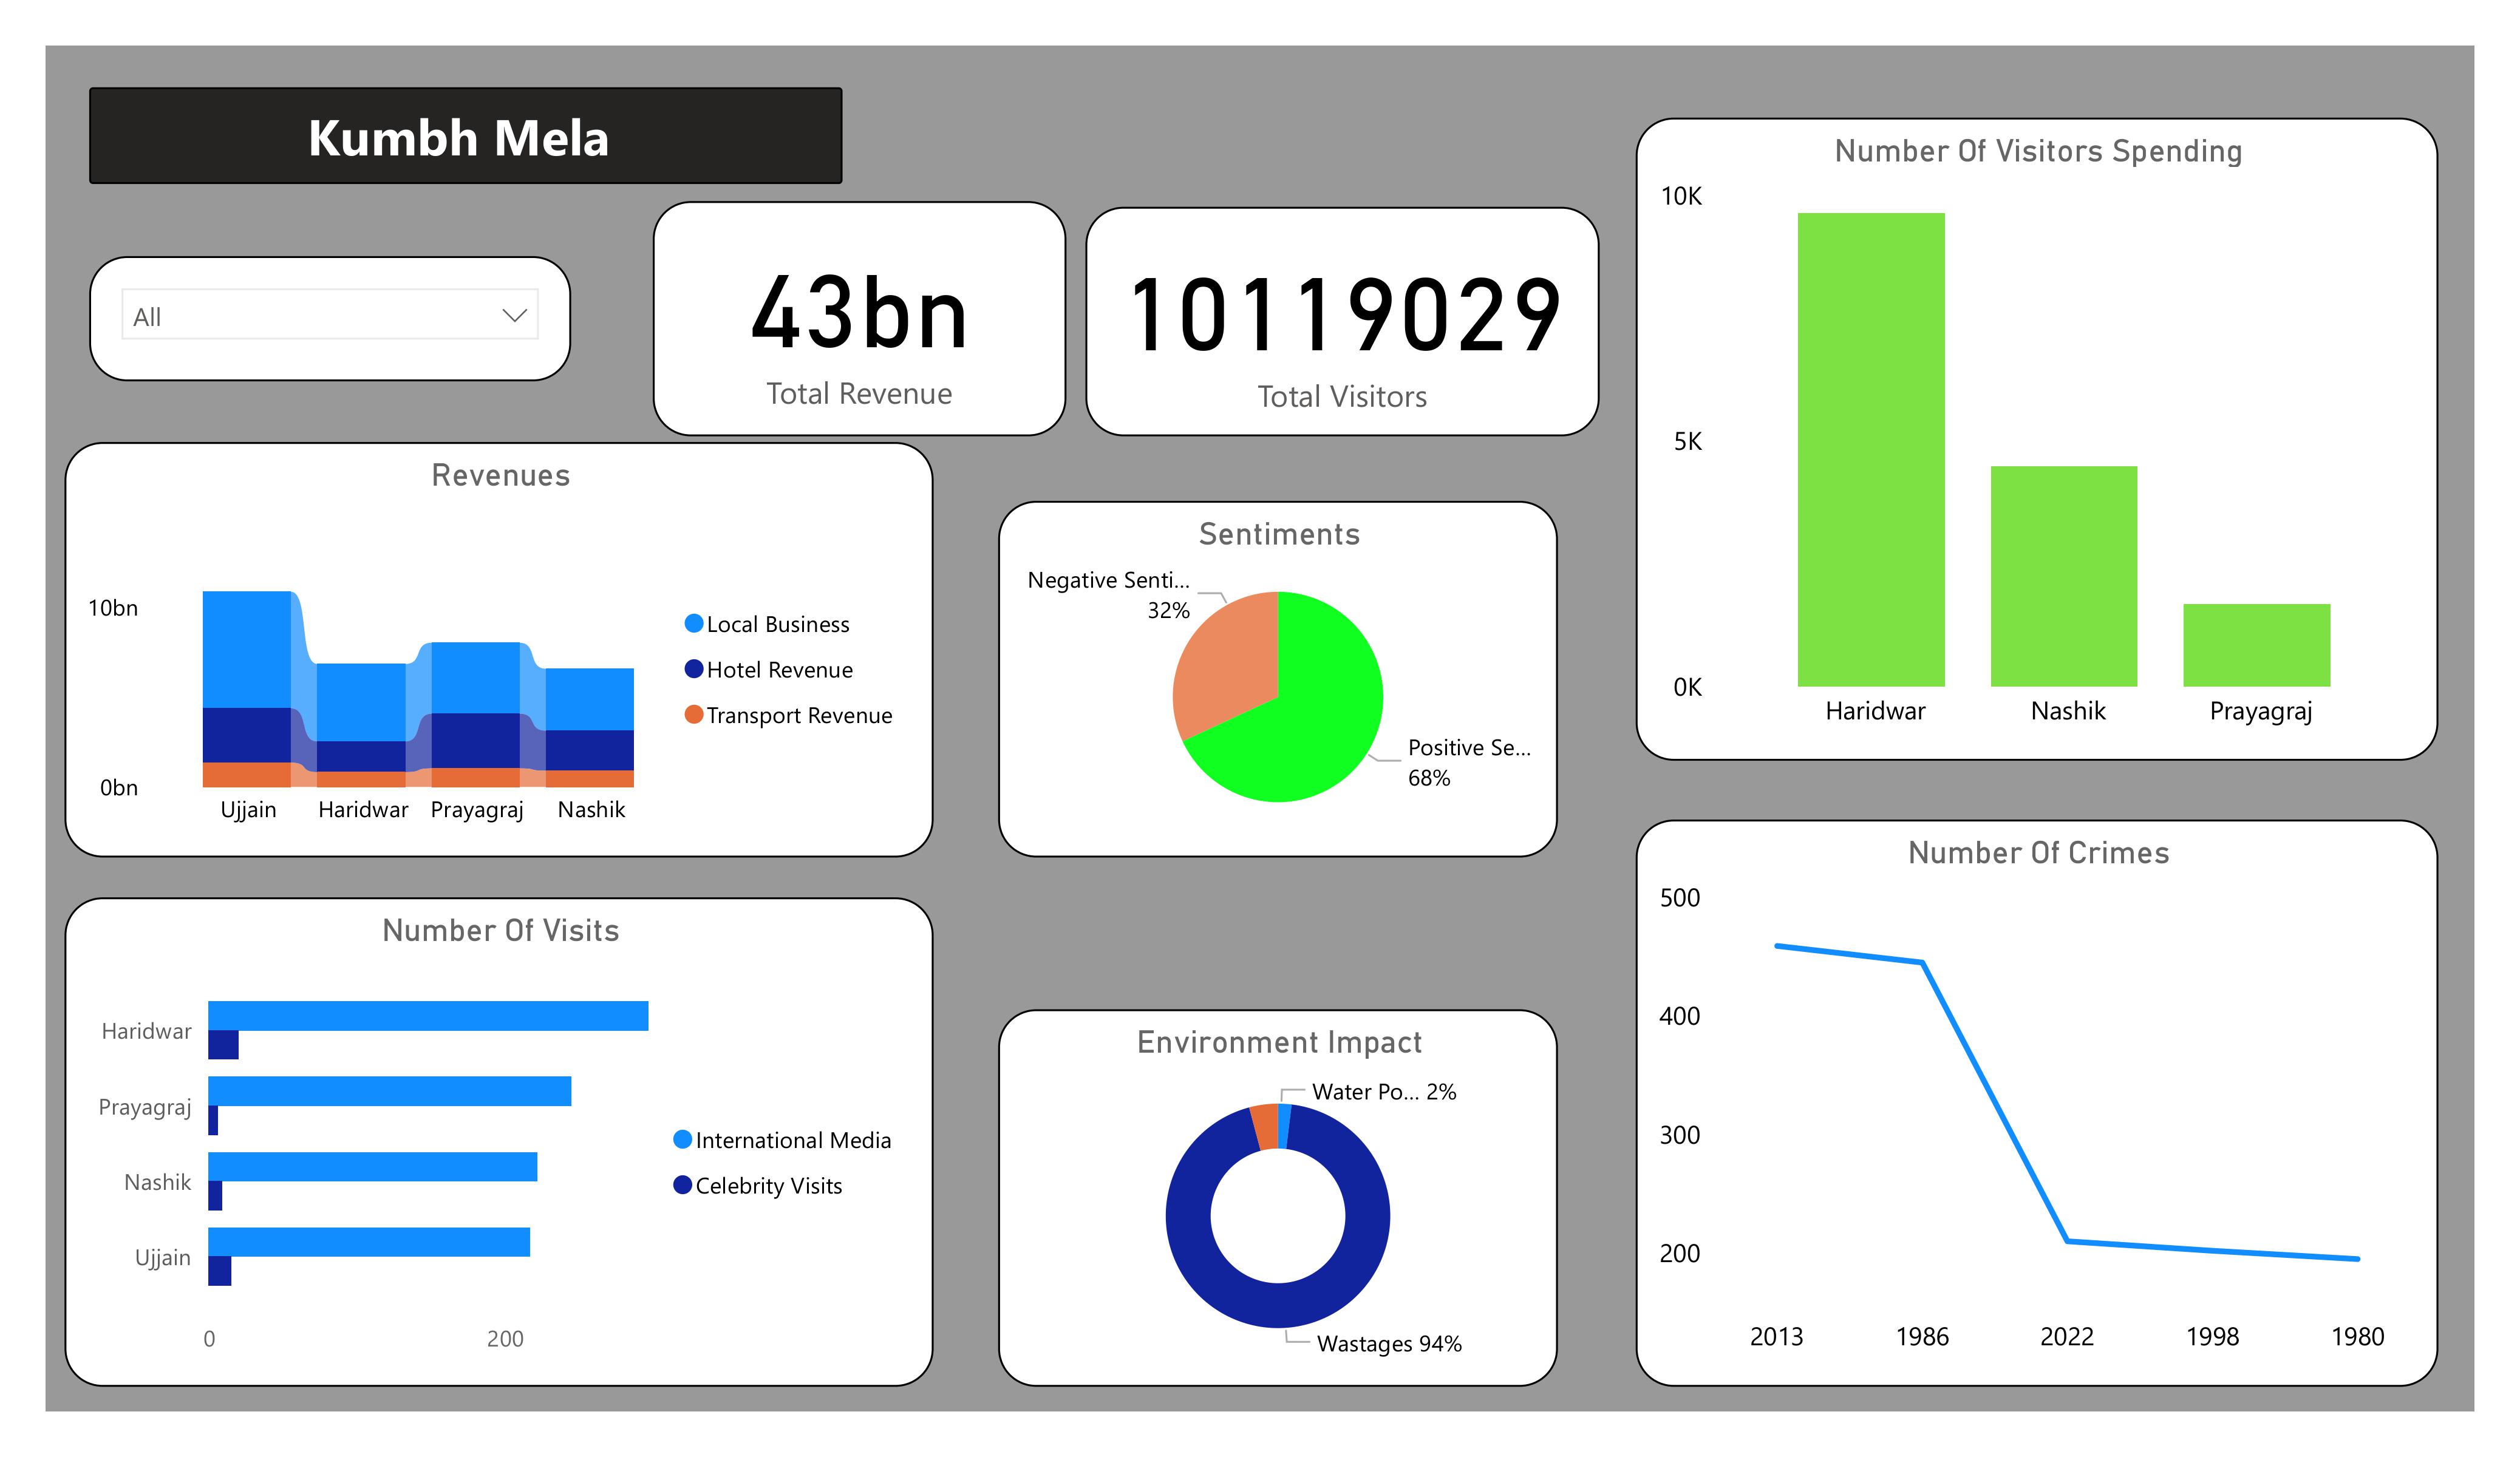 Kumbh Mela
All
43bn
Total Revenue
10119029
Total Visitors
Number Of Visitors Spending
10K
5K
0K
Haridwar
Nashik
Prayagraj
Revenues
10bn
0bn
Ujjain
Haridwar
Prayagraj
Nashik
Local Business
Hotel Revenue
Transport Revenue
Sentiments
Negative Senti...
32%
Positive Se...
68%
Number Of Visits
Haridwar
Prayagraj
Nashik
Ujjain
0
200
International Media
Celebrity Visits
Environment Impact
Water Po... 2%
Wastages 94%
Number Of Crimes
500
400
300
200
2013
1986
2022
1998
1980